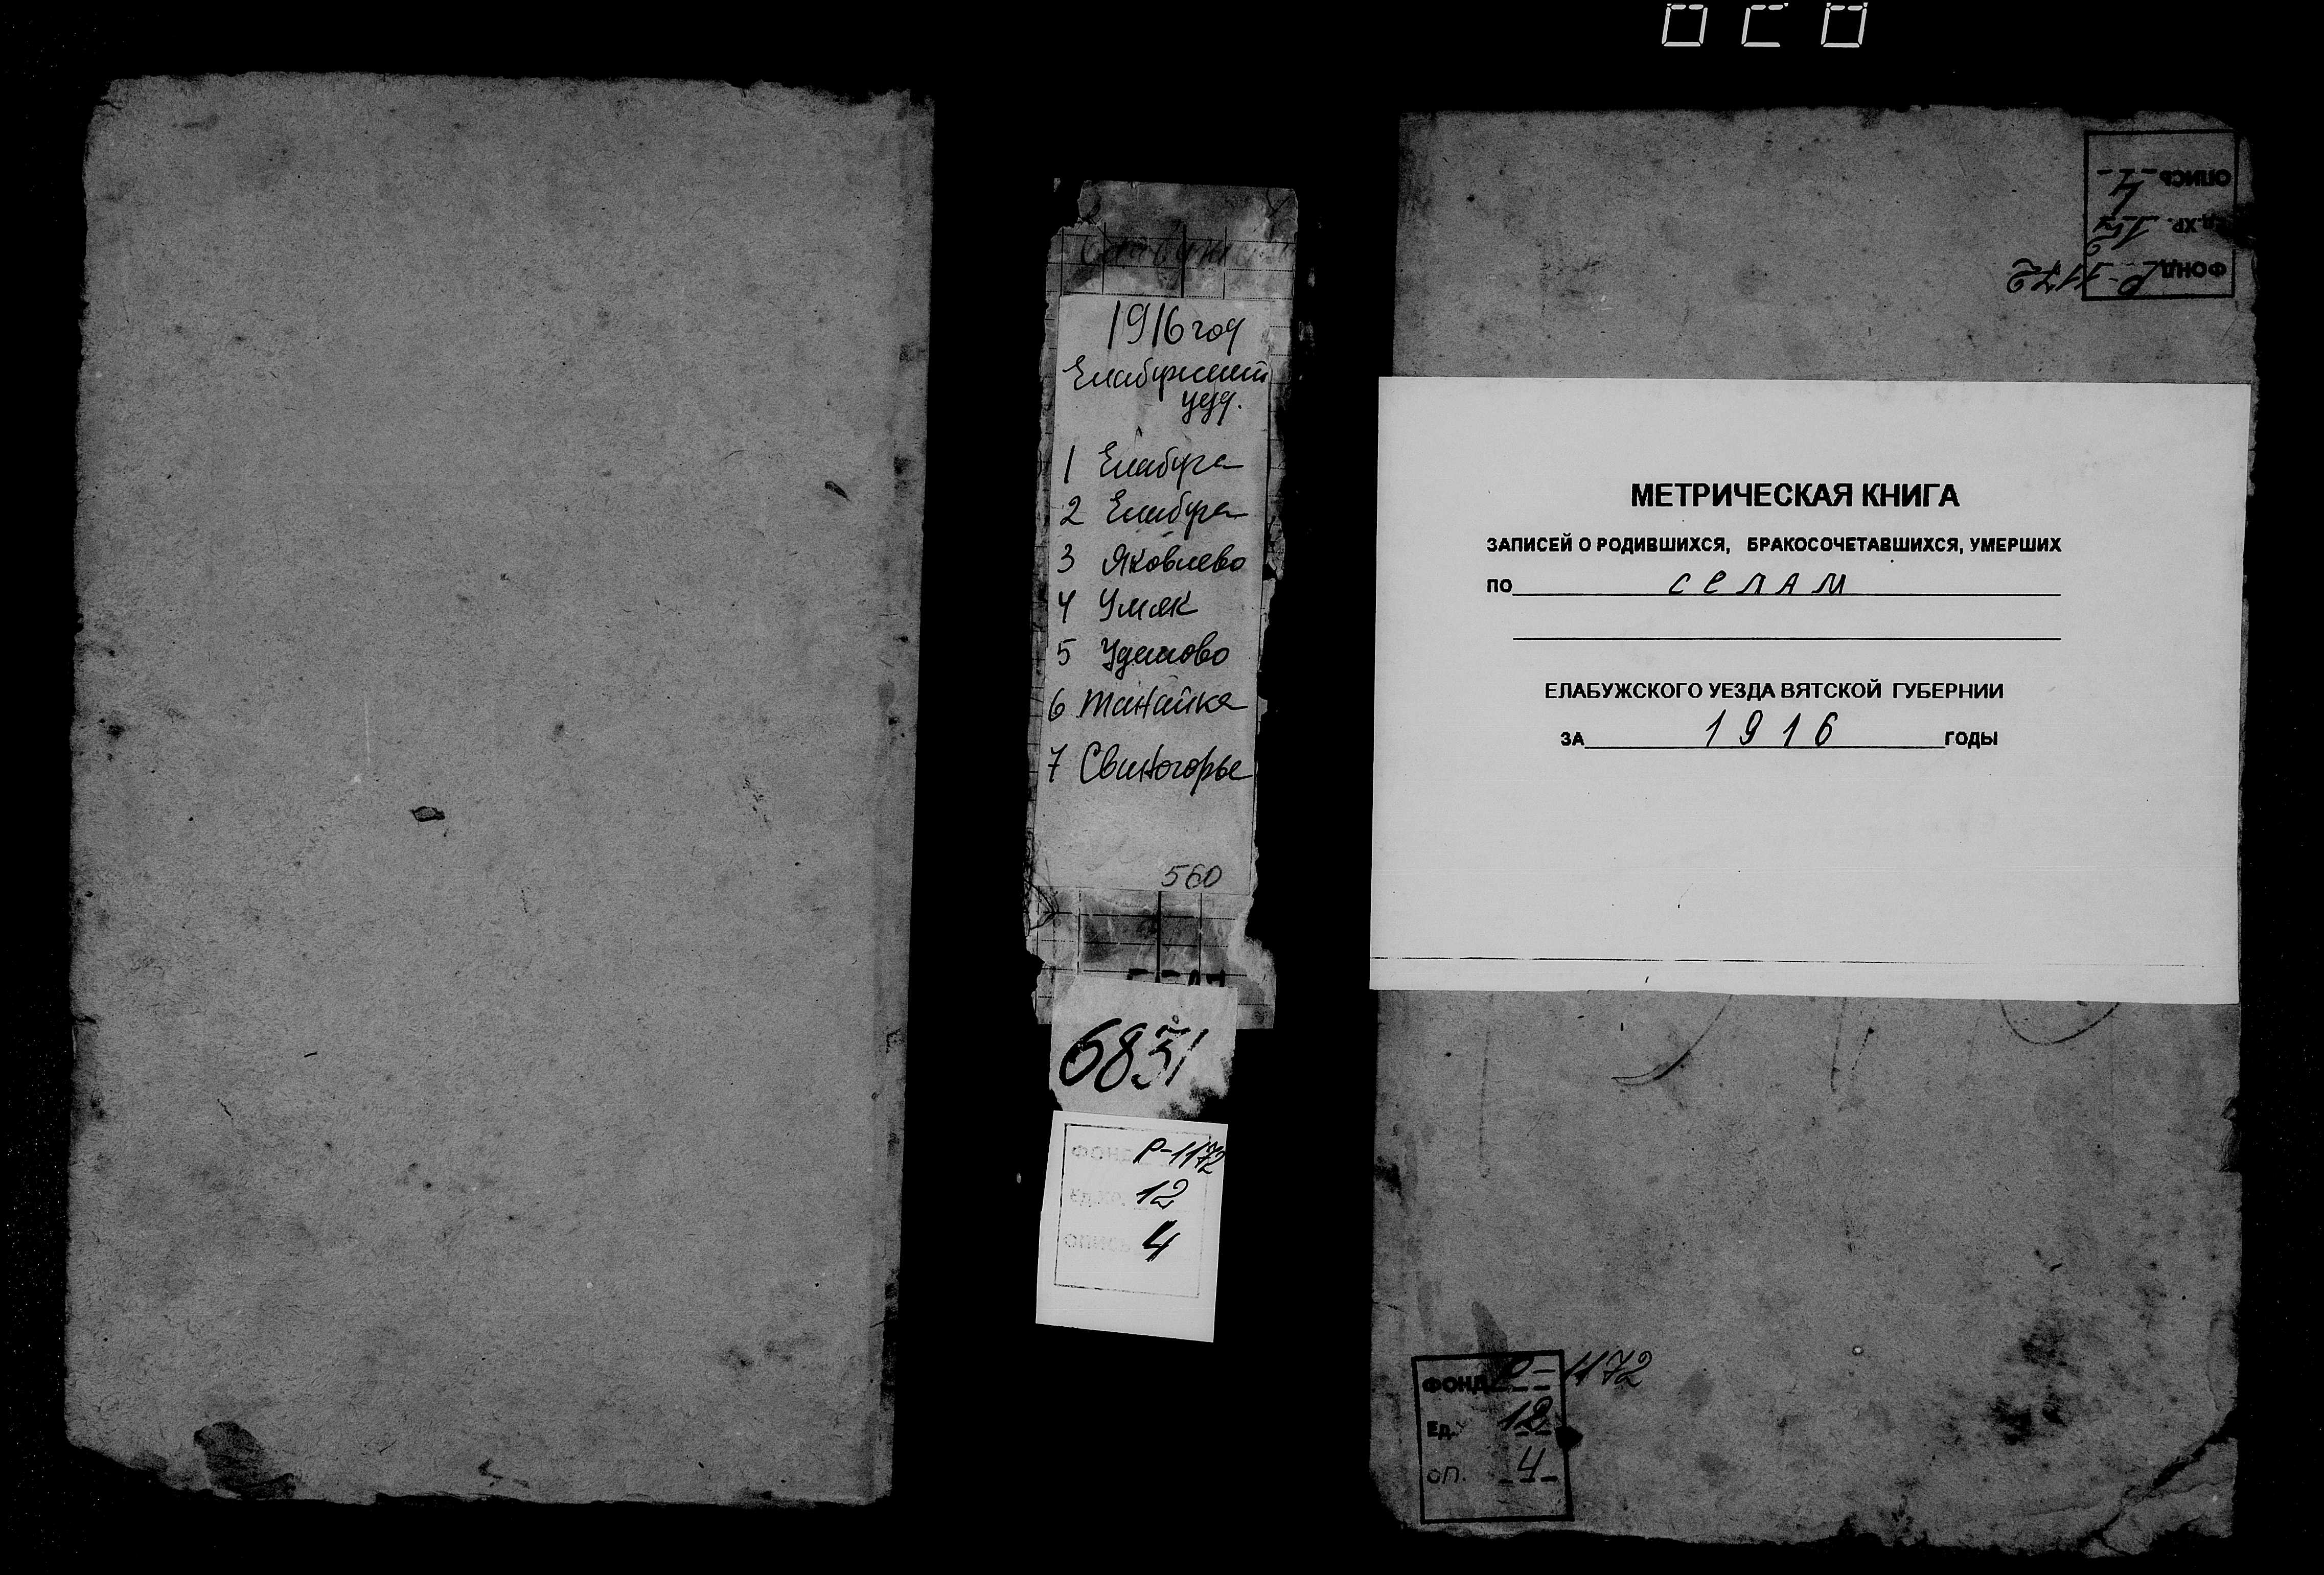 1916 год
Елабужский
уезд.
1 Елабуга
2 Елабуга
3 Яковлево
4 Умяк
5 Удешово
6 Танайка
7 Свиногорье
560
6831
ФОНД Р-1172
12
ОПИСЬ 4
ОПИСЬ 4
ЕД.ХР. 12
ФОНД Р-1172
МЕТРИЧЕСКАЯ КНИГА
ЗАПИСЕЙ О РОДИВШИХСЯ, БРАКОСОЧЕТАВШИХСЯ, УМЕРШИХ
ПО СЕЛАМ
ЕЛАБУЖСКОГО УЕЗДА ВЯТСКОЙ ГУБЕРНИИ
ЗА 1916 ГОДЫ
ФОНД Р-1172
Ед. 12
оп. 4